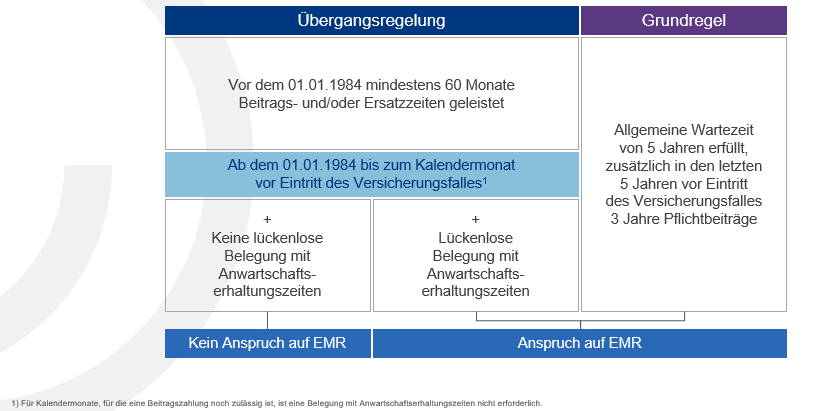 Übergangsregelung
Grundregel
Vor dem 01.01.1984 mindestens 60 Monate
Beitrags- und/oder Ersatzzeiten geleistet
Ab dem 01.01.1984 bis zum Kalendermonat
vor Eintritt des Versicherungsfalles¹
+
Keine lückenlose
Belegung mit
Anwartschafts-
erhaltungszeiten
+
Lückenlose
Belegung mit
Anwartschafts-
erhaltungszeiten
Allgemeine Wartezeit
von 5 Jahren erfüllt,
zusätzlich in den letzten
5 Jahren vor Eintritt
des Versicherungsfalles
3 Jahre Pflichtbeiträge
Kein Anspruch auf EMR
Anspruch auf EMR
1) Für Kalendermonate, für die eine Beitragszahlung noch zulässig ist, ist eine Belegung mit Anwartschaftserhaltungszeiten nicht erforderlich.